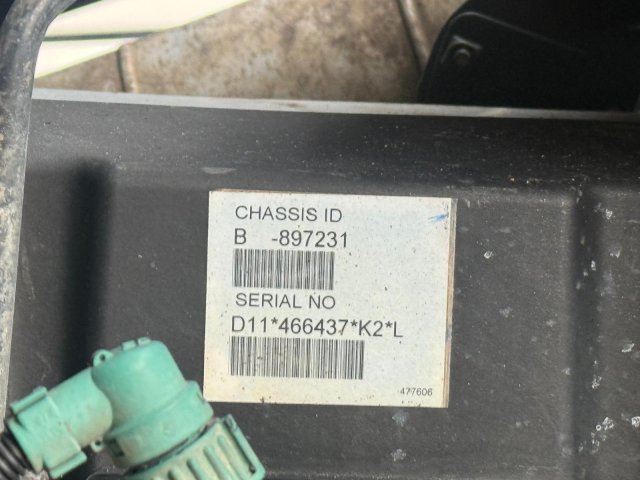 CHASSIS ID
B -897231
SERIAL NO
D11*466437*K2*L
477606